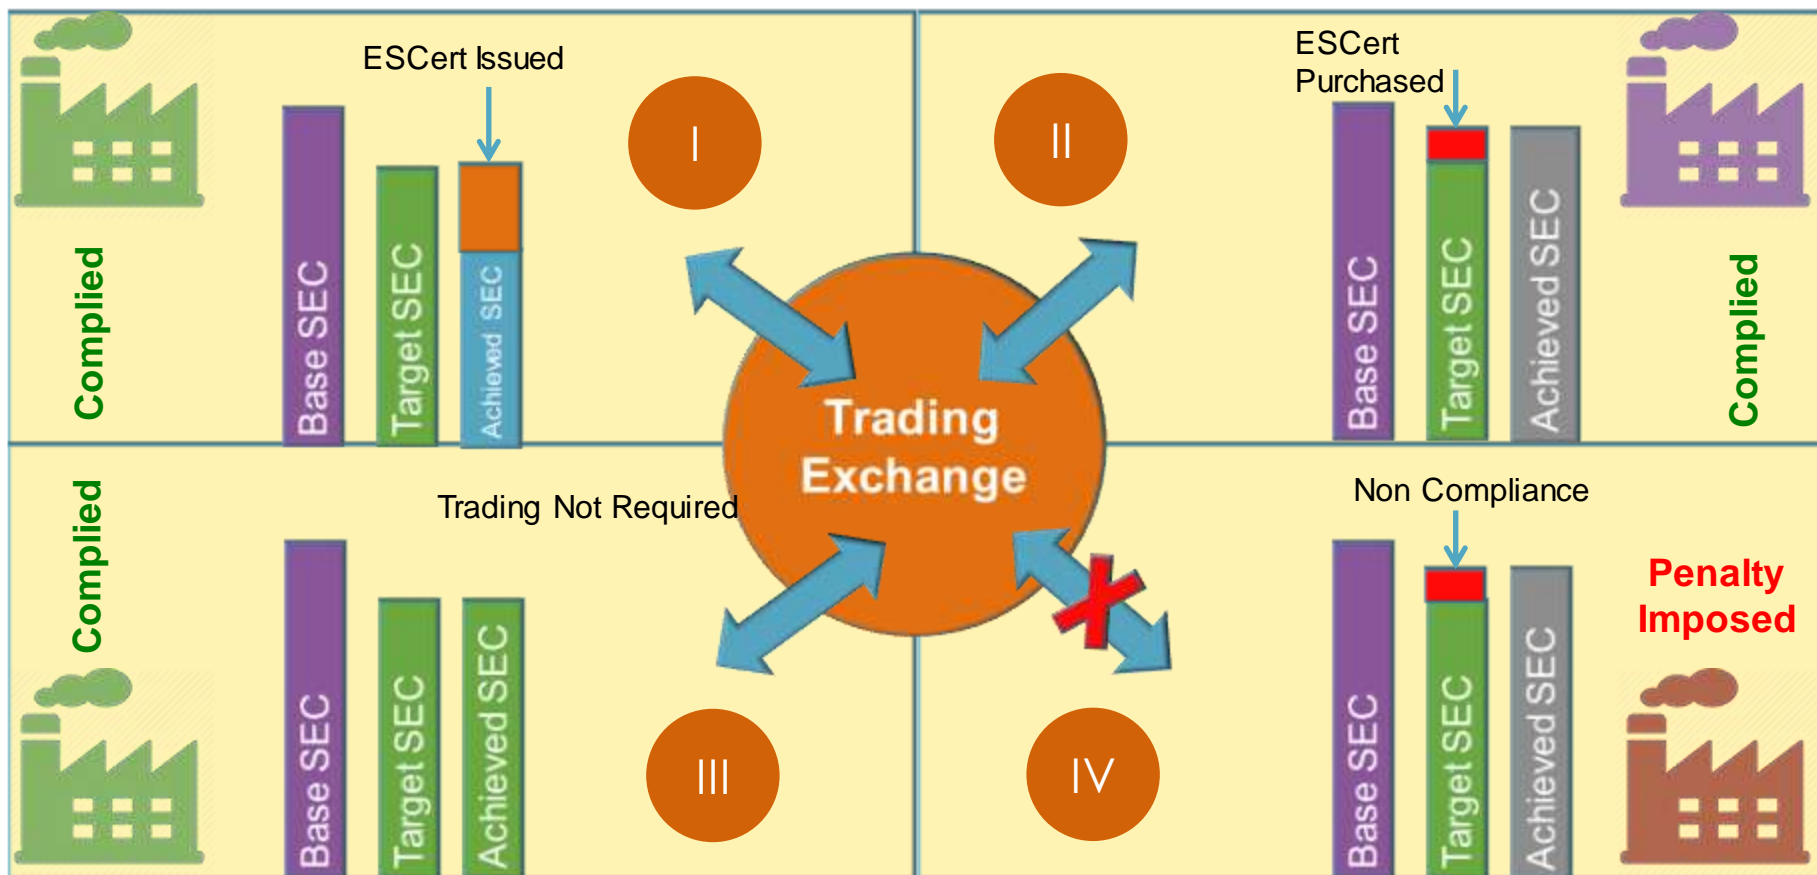 ESCert Issued
I
Complied
Base SEC
Target SEC
Achieved SEC
II
ESCert
Purchased
Base SEC
Target SEC
Achieved SEC
Complied
Trading
Exchange
Complied
Trading Not Required
Base SEC
Target SEC
Achieved SEC
III
IV
Non Compliance
Base SEC
Target SEC
Achieved SEC
Penalty
Imposed